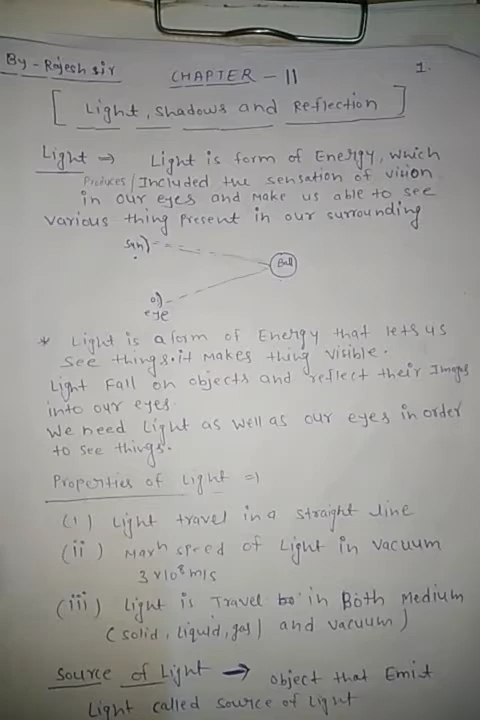 By - Rajesh sir
CHAPTER - 11
1.
[ Light, Shadows and Reflection ]
Light → Light is form of Energy, which
Produces/Included the sensation of vision
in our eyes and make us able to see
various thing present in our surrounding
Sun
Ball
eye
* Light is a form of Energy that lets us
see things. it makes thing visible.
Light Fall on objects and reflect their Images
into our eyes.
We need Light as well as our eyes in order
to see things.
Properties of Light ⇒
(i) Light travel in a straight line
(ii) Maxm speed of Light in vacuum
3 x 10⁸ m/s
(iii) Light is Travel in Both Medium
(solid, liquid, gas) and vacuum)
Source of Light → object that Emit
Light called source of Light